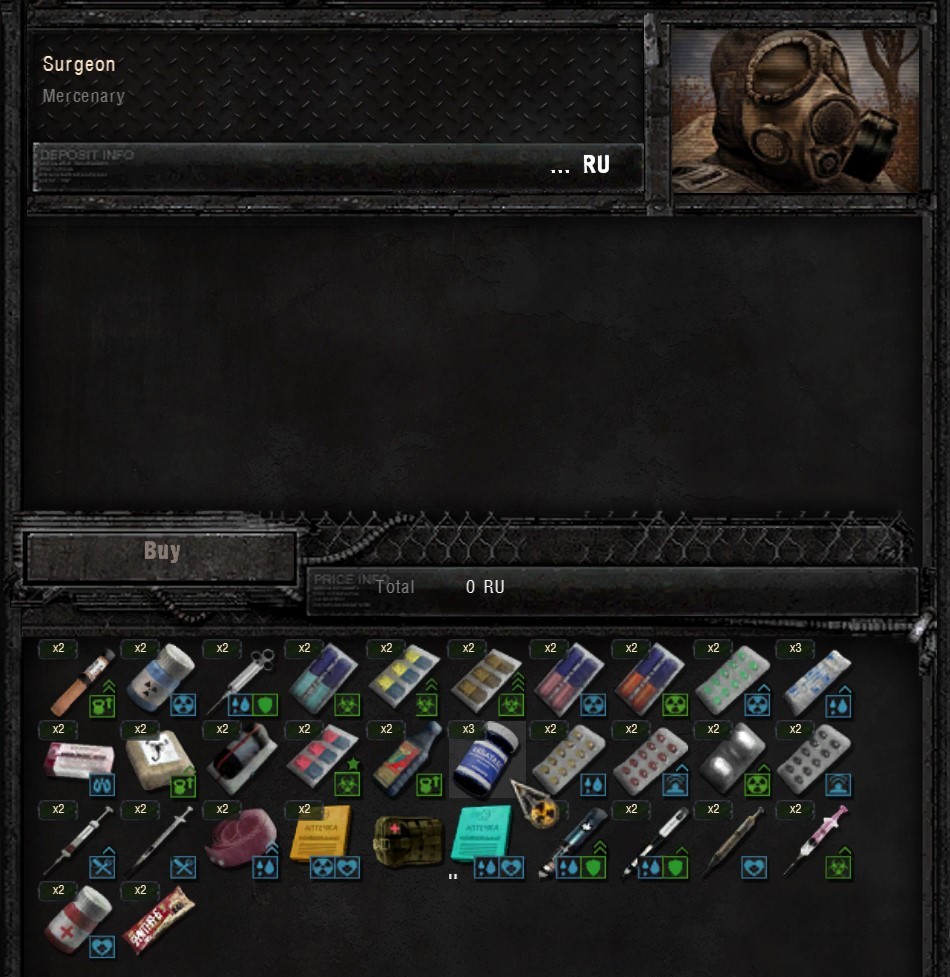 Surgeon
Mercenary
DEPOSIT INFO
... RU
Buy
PRICE INFO
Total 0 RU
x2 x2 x2 x2 x2 x2 x2 x2 x2 x3
x2 x2 x2 x2 x2 x3 x2 x2 x2 x2
x2 x2 x2 x2 x2 x2 x2 x2
АПТЕЧКА
АПТЕЧКА
x2 x2